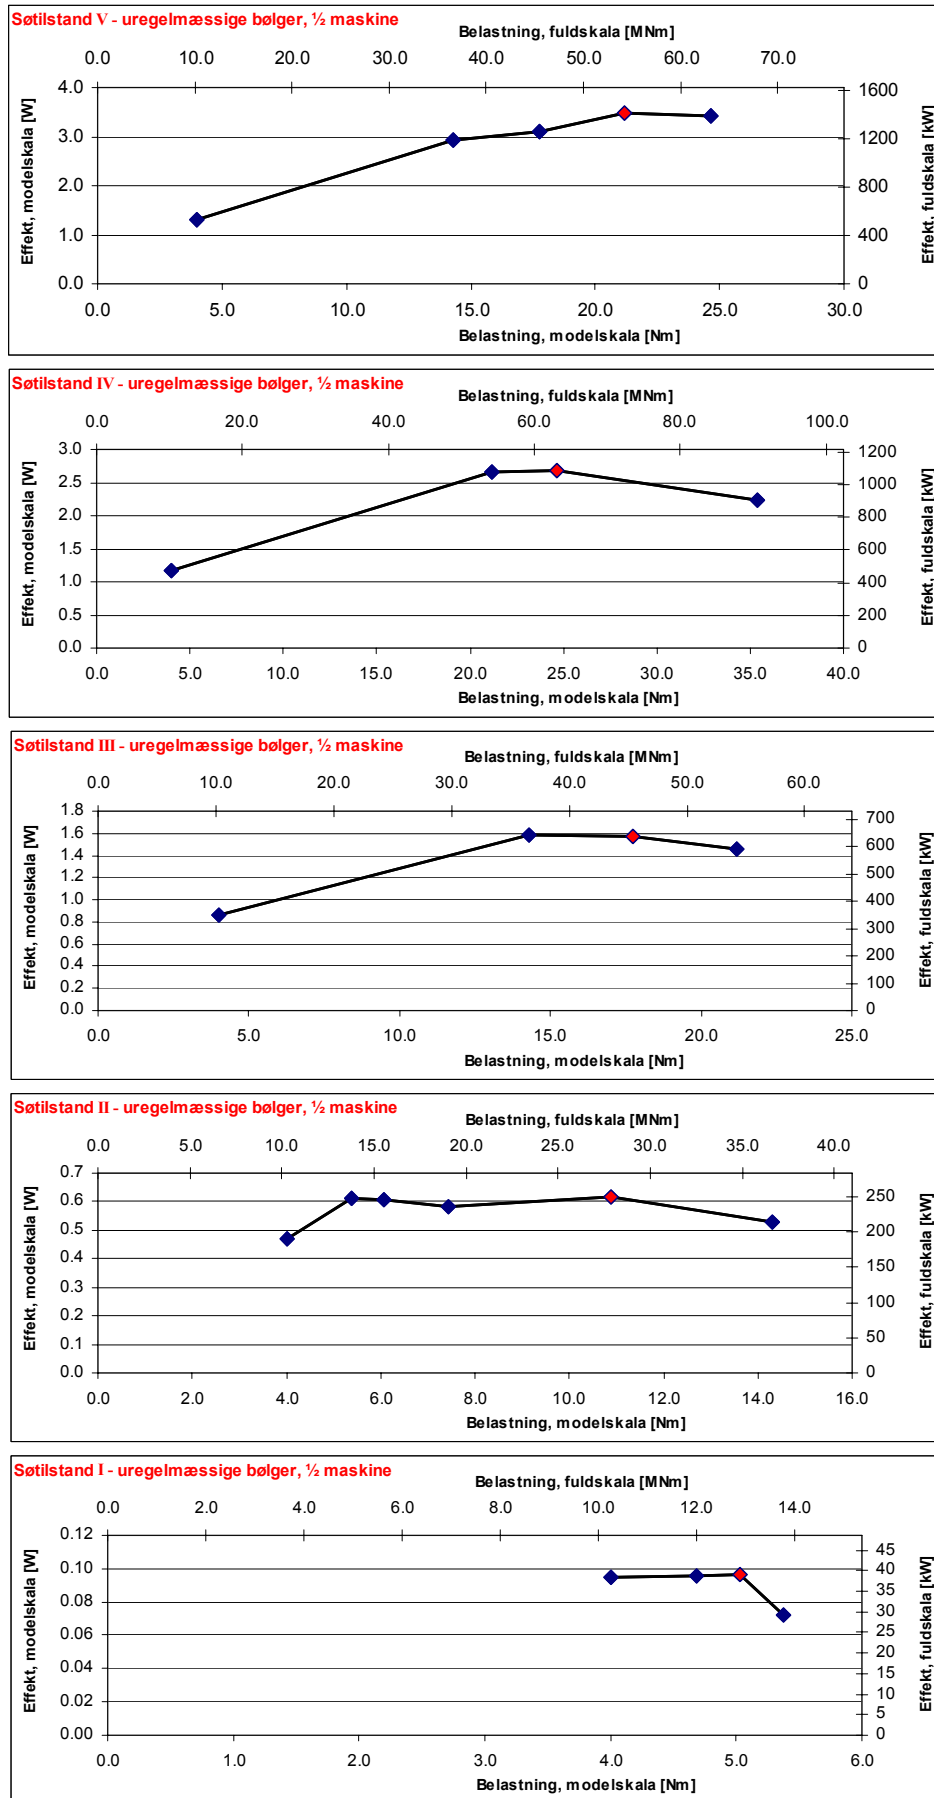 Søtilstand V - uregelmæssige bølger, ½ maskine
Belastning, fuldskala [MNm]
0.0 10.0 20.0 30.0 40.0 50.0 60.0 70.0
4.0 1600
3.0 1200
2.0 800
1.0 400
0.0 0
Effekt, modelskala [W]
Effekt, fuldskala [kW]
0.0 5.0 10.0 15.0 20.0 25.0 30.0
Belastning, modelskala [Nm]
Søtilstand IV - uregelmæssige bølger, ½ maskine
Belastning, fuldskala [MNm]
0.0 20.0 40.0 60.0 80.0 100.0
3.0 1200
2.5 1000
2.0 800
1.5 600
1.0 400
0.5 200
0.0 0
Effekt, modelskala [W]
Effekt, fuldskala [kW]
0.0 5.0 10.0 15.0 20.0 25.0 30.0 35.0 40.0
Belastning, modelskala [Nm]
Søtilstand III - uregelmæssige bølger, ½ maskine
Belastning, fuldskala [MNm]
0.0 10.0 20.0 30.0 40.0 50.0 60.0
1.8 700
1.6 600
1.4 500
1.2 400
1.0 300
0.8 200
0.6 100
0.4 0
0.2
0.0
Effekt, modelskala [W]
Effekt, fuldskala [kW]
0.0 5.0 10.0 15.0 20.0 25.0
Belastning, modelskala [Nm]
Søtilstand II - uregelmæssige bølger, ½ maskine
Belastning, fuldskala [MNm]
0.0 5.0 10.0 15.0 20.0 25.0 30.0 35.0 40.0
0.7 250
0.6 200
0.5 150
0.4 100
0.3 50
0.2 0
0.1
0.0
Effekt, modelskala [W]
Effekt, fuldskala [kW]
0.0 2.0 4.0 6.0 8.0 10.0 12.0 14.0 16.0
Belastning, modelskala [Nm]
Søtilstand I - uregelmæssige bølger, ½ maskine
Belastning, fuldskala [MNm]
0.0 2.0 4.0 6.0 8.0 10.0 12.0 14.0
0.12 45
0.10 40
0.08 35
0.06 30
0.04 25
0.02 20
0.00 15
10
5
0
Effekt, modelskala [W]
Effekt, fuldskala [kW]
0.0 1.0 2.0 3.0 4.0 5.0 6.0
Belastning, modelskala [Nm]